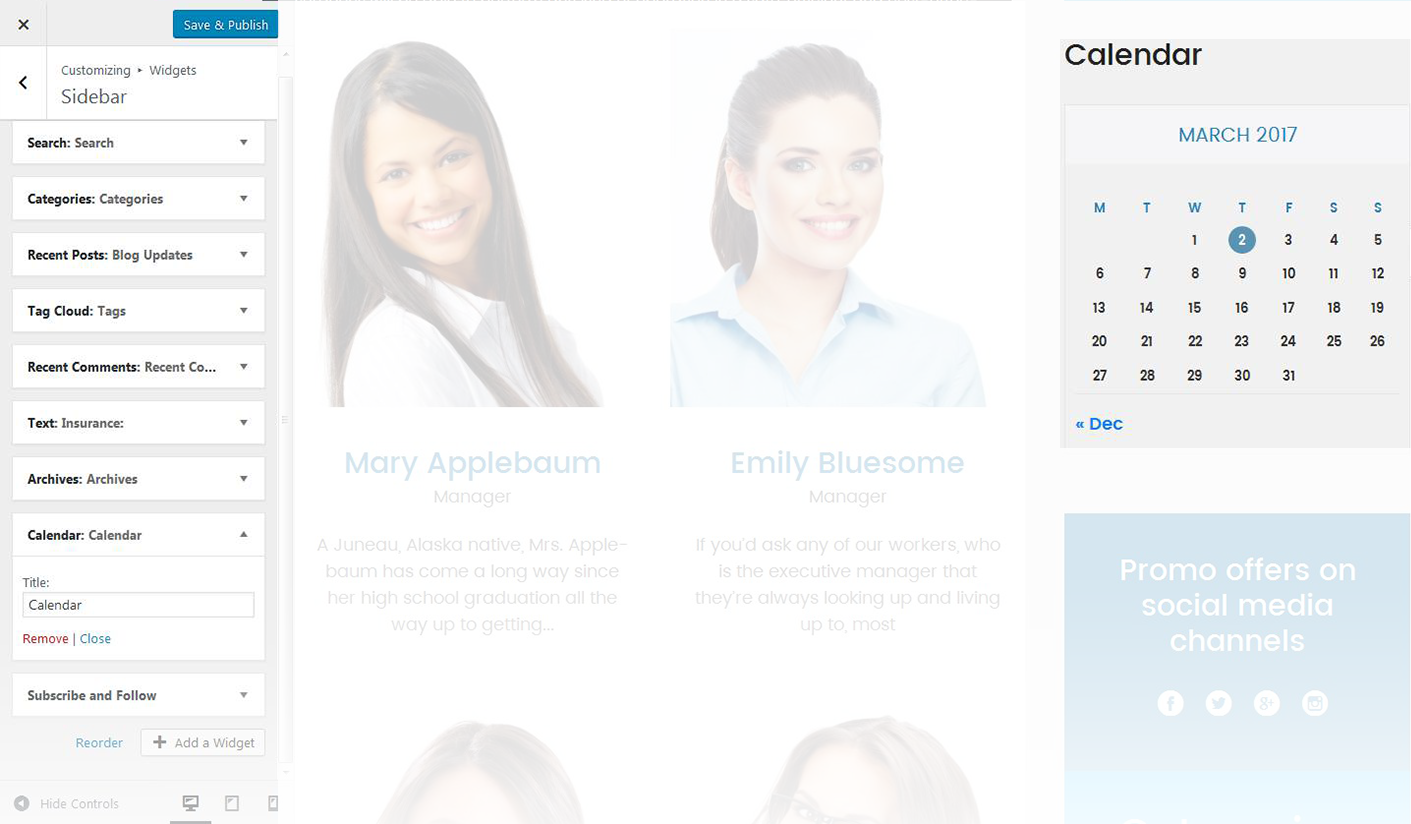 Save & Publish
Customizing ▸ Widgets
Sidebar
Search: Search
Categories: Categories
Recent Posts: Blog Updates
Tag Cloud: Tags
Recent Comments: Recent Co...
Text: Insurance:
Archives: Archives
Calendar: Calendar
Title:
Calendar
Remove | Close
Subscribe and Follow
Reorder
Add a Widget
Hide Controls
Mary Applebaum
Manager
A Juneau, Alaska native, Mrs. Apple-
baum has come a long way since
her high school graduation all the
way up to getting...
Emily Bluesome
Manager
If you'd ask any of our workers, who
is the executive manager that
they're always looking up and living
up to, most
Calendar
MARCH 2017
M T W T F S S
1 2 3 4 5
6 7 8 9 10 11 12
13 14 15 16 17 18 19
20 21 22 23 24 25 26
27 28 29 30 31
« Dec
Promo offers on
social media
channels